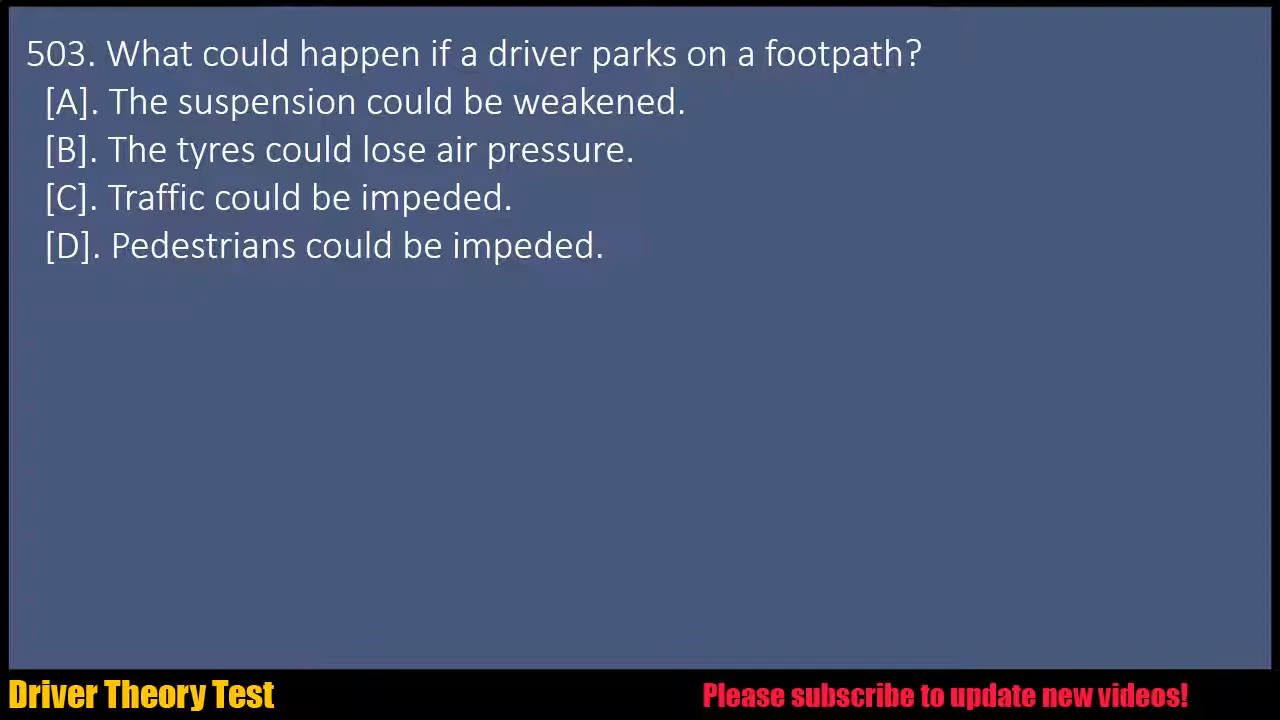 503. What could happen if a driver parks on a footpath?
[A]. The suspension could be weakened.
[B]. The tyres could lose air pressure.
[C]. Traffic could be impeded.
[D]. Pedestrians could be impeded.
Driver Theory Test
Please subscribe to update new videos!